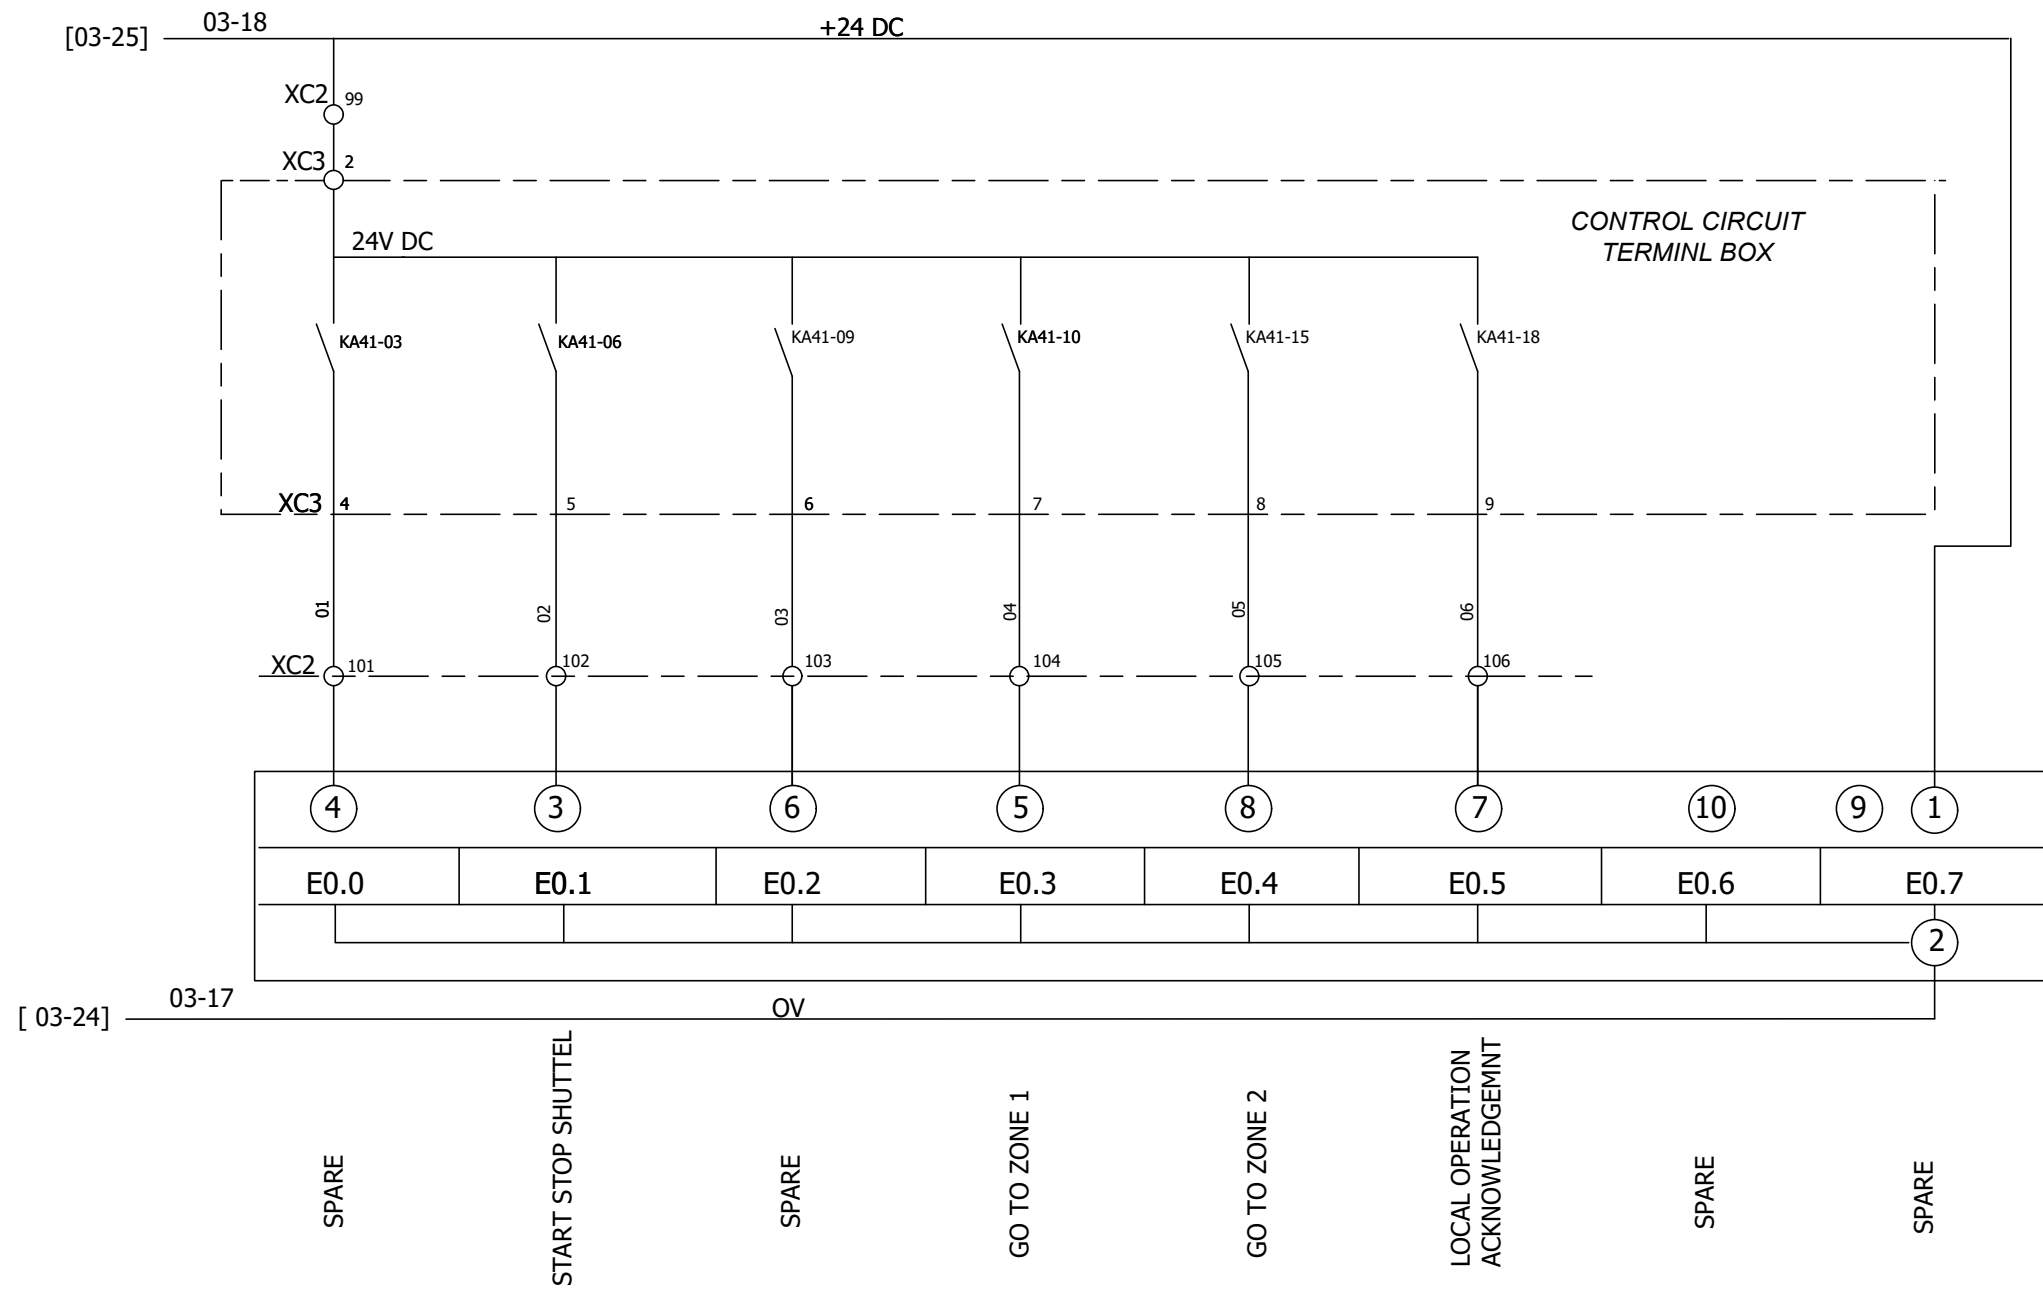 03-18
[03-25]
+24 DC
XC2 99
XC3 2
CONTROL CIRCUIT
TERMINL BOX
24V DC
KA41-03
KA41-06
KA41-09
KA41-10
KA41-15
KA41-18
XC3 4 5 6 7 8 9
01 02 03 04 05 06
XC2 101 102 103 104 105 106
4 3 6 5 8 7 10 9 1
E0.0 E0.1 E0.2 E0.3 E0.4 E0.5 E0.6 E0.7
2
03-17
[ 03-24]
OV
SPARE
START STOP SHUTTEL
SPARE
GO TO ZONE 1
GO TO ZONE 2
LOCAL OPERATION
ACKNOWLEDGEMNT
SPARE
SPARE